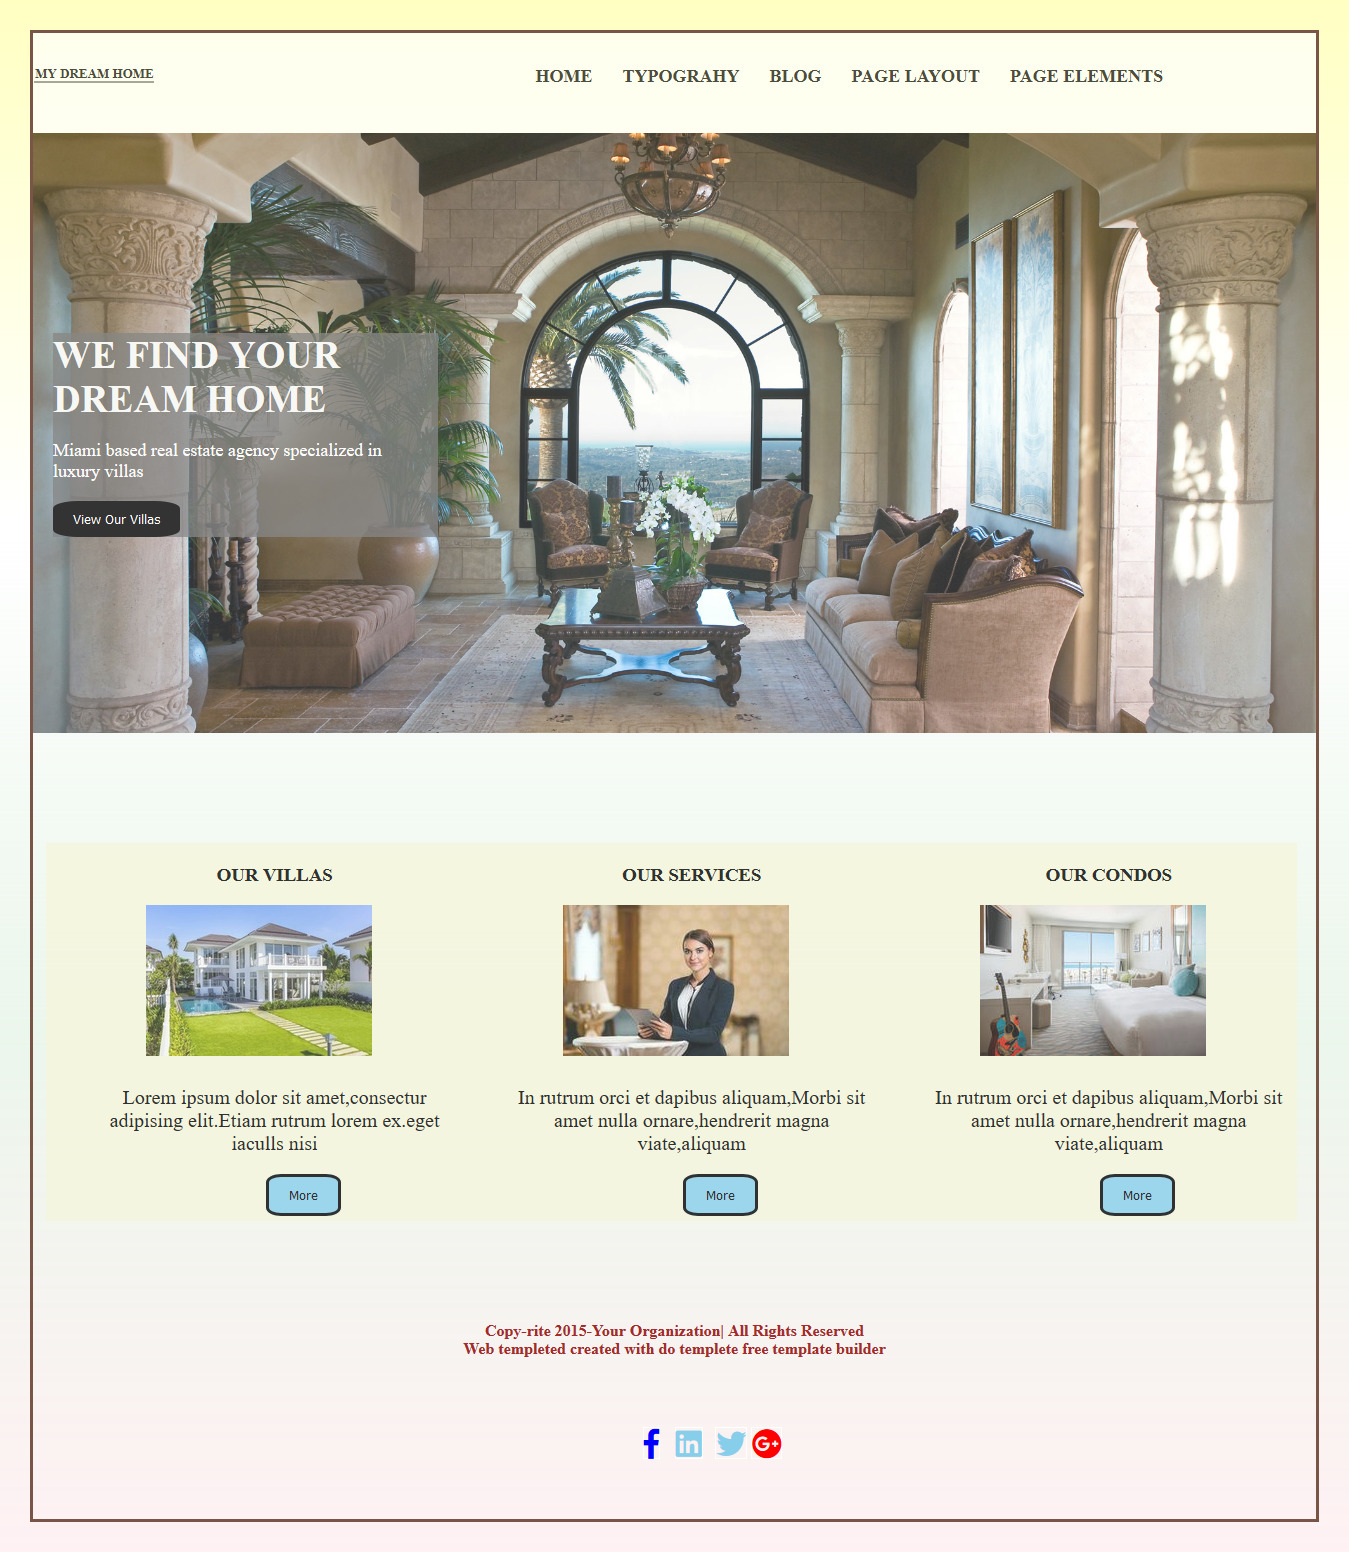 MY DREAM HOME
HOME TYPOGRAHY BLOG PAGE LAYOUT PAGE ELEMENTS
WE FIND YOUR
DREAM HOME
Miami based real estate agency specialized in
luxury villas
View Our Villas
OUR VILLAS
Lorem ipsum dolor sit amet,consectur
adipising elit.Etiam rutrum lorem ex.eget
iaculls nisi
More
OUR SERVICES
In rutrum orci et dapibus aliquam,Morbi sit
amet nulla ornare,hendrerit magna
viate,aliquam
More
OUR CONDOS
In rutrum orci et dapibus aliquam,Morbi sit
amet nulla ornare,hendrerit magna
viate,aliquam
More
Copy-rite 2015-Your Organization| All Rights Reserved
Web templeted created with do templete free template builder
f in G+